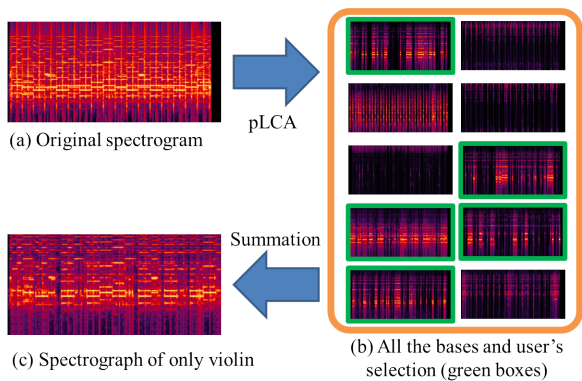 (a) Original spectrogram
pLCA
Summation
(c) Spectrograph of only violin
(b) All the bases and user's
selection (green boxes)